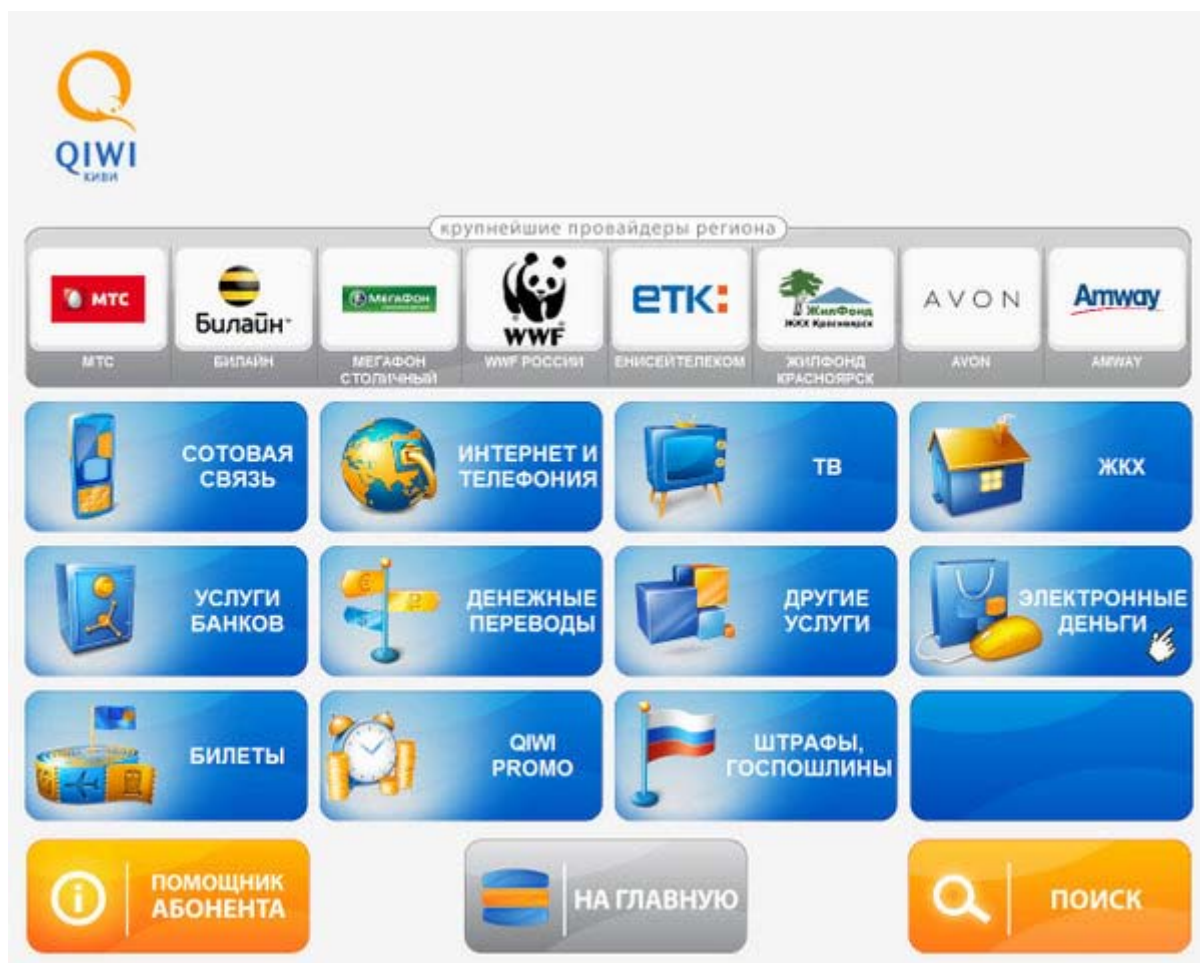 QIWI
КИВИ
крупнейшие провайдеры региона
МТС
Билайн
МЕГАФОН
WWF
етк:
ЖилФонд
ЖКХ Красноярск
AVON
Amway
МТС
БИЛАЙН
МЕГАФОН
СТОЛИЧНЫЙ
WWF РОССИИ
ЕНИСЕЙТЕЛЕКОМ
ЖИЛФОНД
КРАСНОЯРСК
AVON
AMWAY
СОТОВАЯ
СВЯЗЬ
ИНТЕРНЕТ И
ТЕЛЕФОНИЯ
ТВ
ЖКХ
УСЛУГИ
БАНКОВ
ДЕНЕЖНЫЕ
ПЕРЕВОДЫ
ДРУГИЕ
УСЛУГИ
ЭЛЕКТРОННЫЕ
ДЕНЬГИ
БИЛЕТЫ
QIWI
PROMO
ШТРАФЫ,
ГОСПОШЛИНЫ
ПОМОЩНИК
АБОНЕНТА
НА ГЛАВНУЮ
ПОИСК